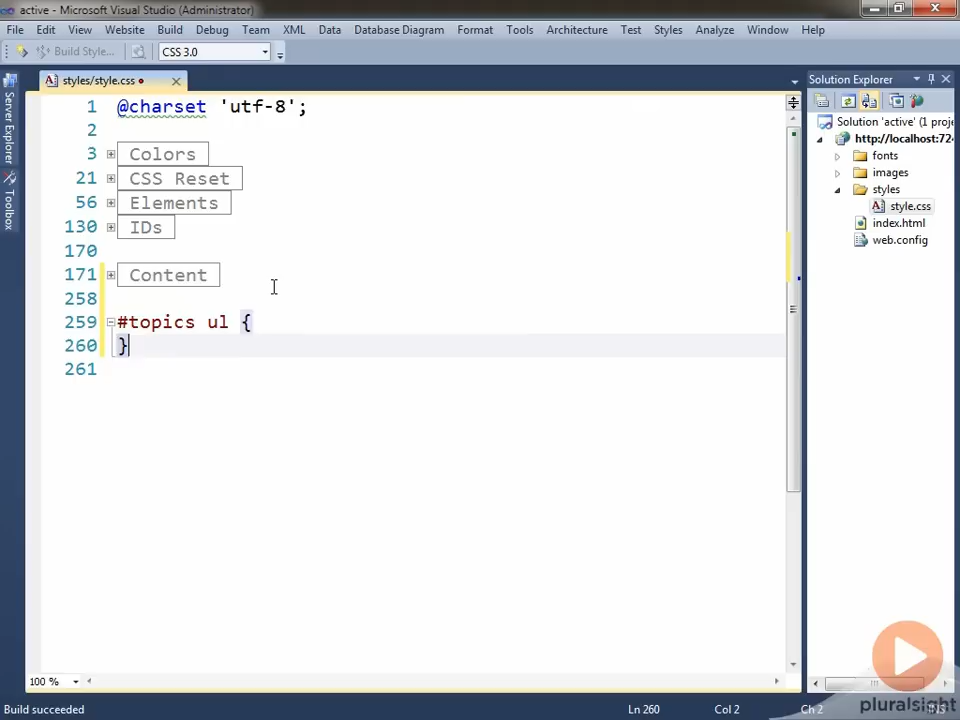 active - Microsoft Visual Studio (Administrator)
File Edit View Website Build Debug Team XML Data Database Diagram Format Tools Architecture Test Styles Analyze Window Help
Build Style... CSS 3.0
styles/style.css
Server Explorer
Toolbox
1 @charset 'utf-8';
2
3 Colors
21 CSS Reset
56 Elements
130 IDs
170
171 Content
258
259 #topics ul {
260 }
261
100 %
Solution Explorer
Solution 'active' (1 proje
http://localhost:724
fonts
images
styles
style.css
index.html
web.config
Build succeeded Ln 260 Col 2 Ch 2
pluralsight